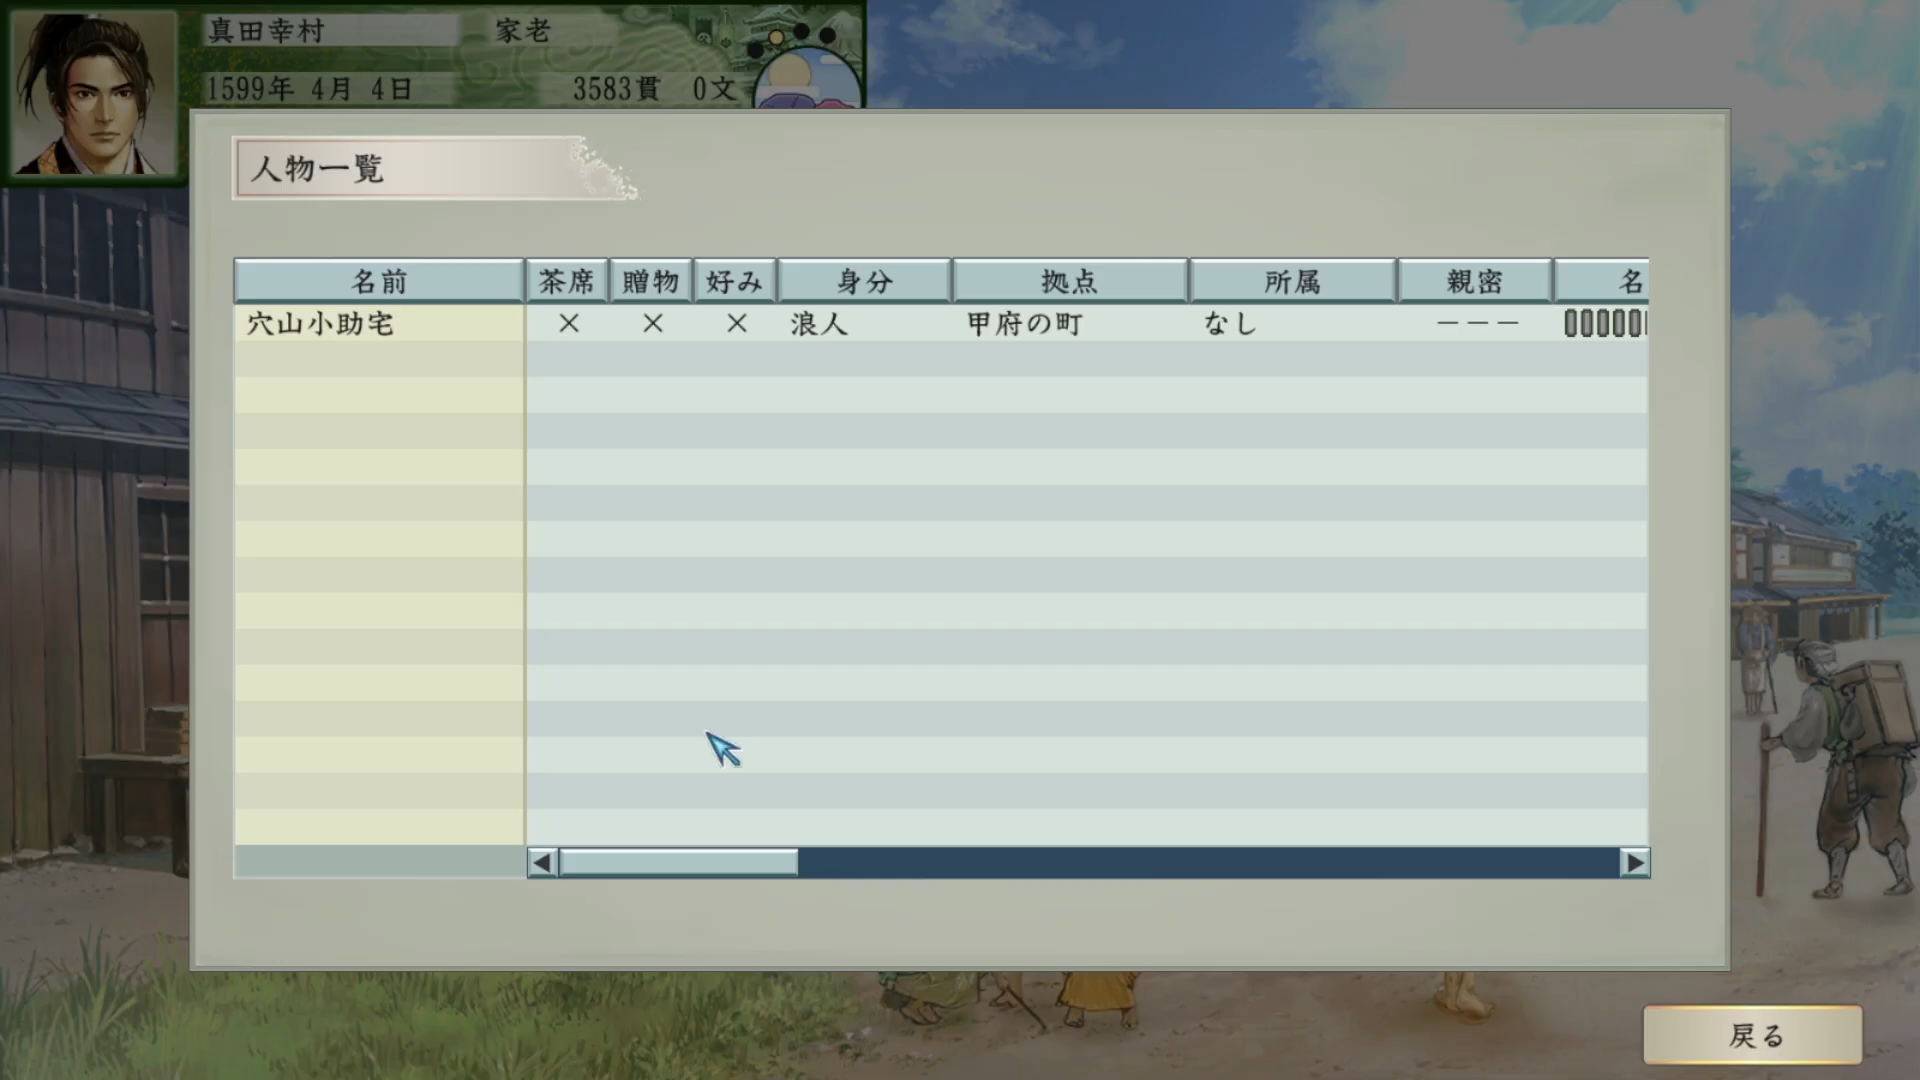 真田幸村 家老
1599年 4月 4日 3583貫 0文
人物一覧
名前 茶席 贈物 好み 身分 拠点 所属 親密 名
穴山小助宅 × × × 浪人 甲府の町 なし ―――
戻る